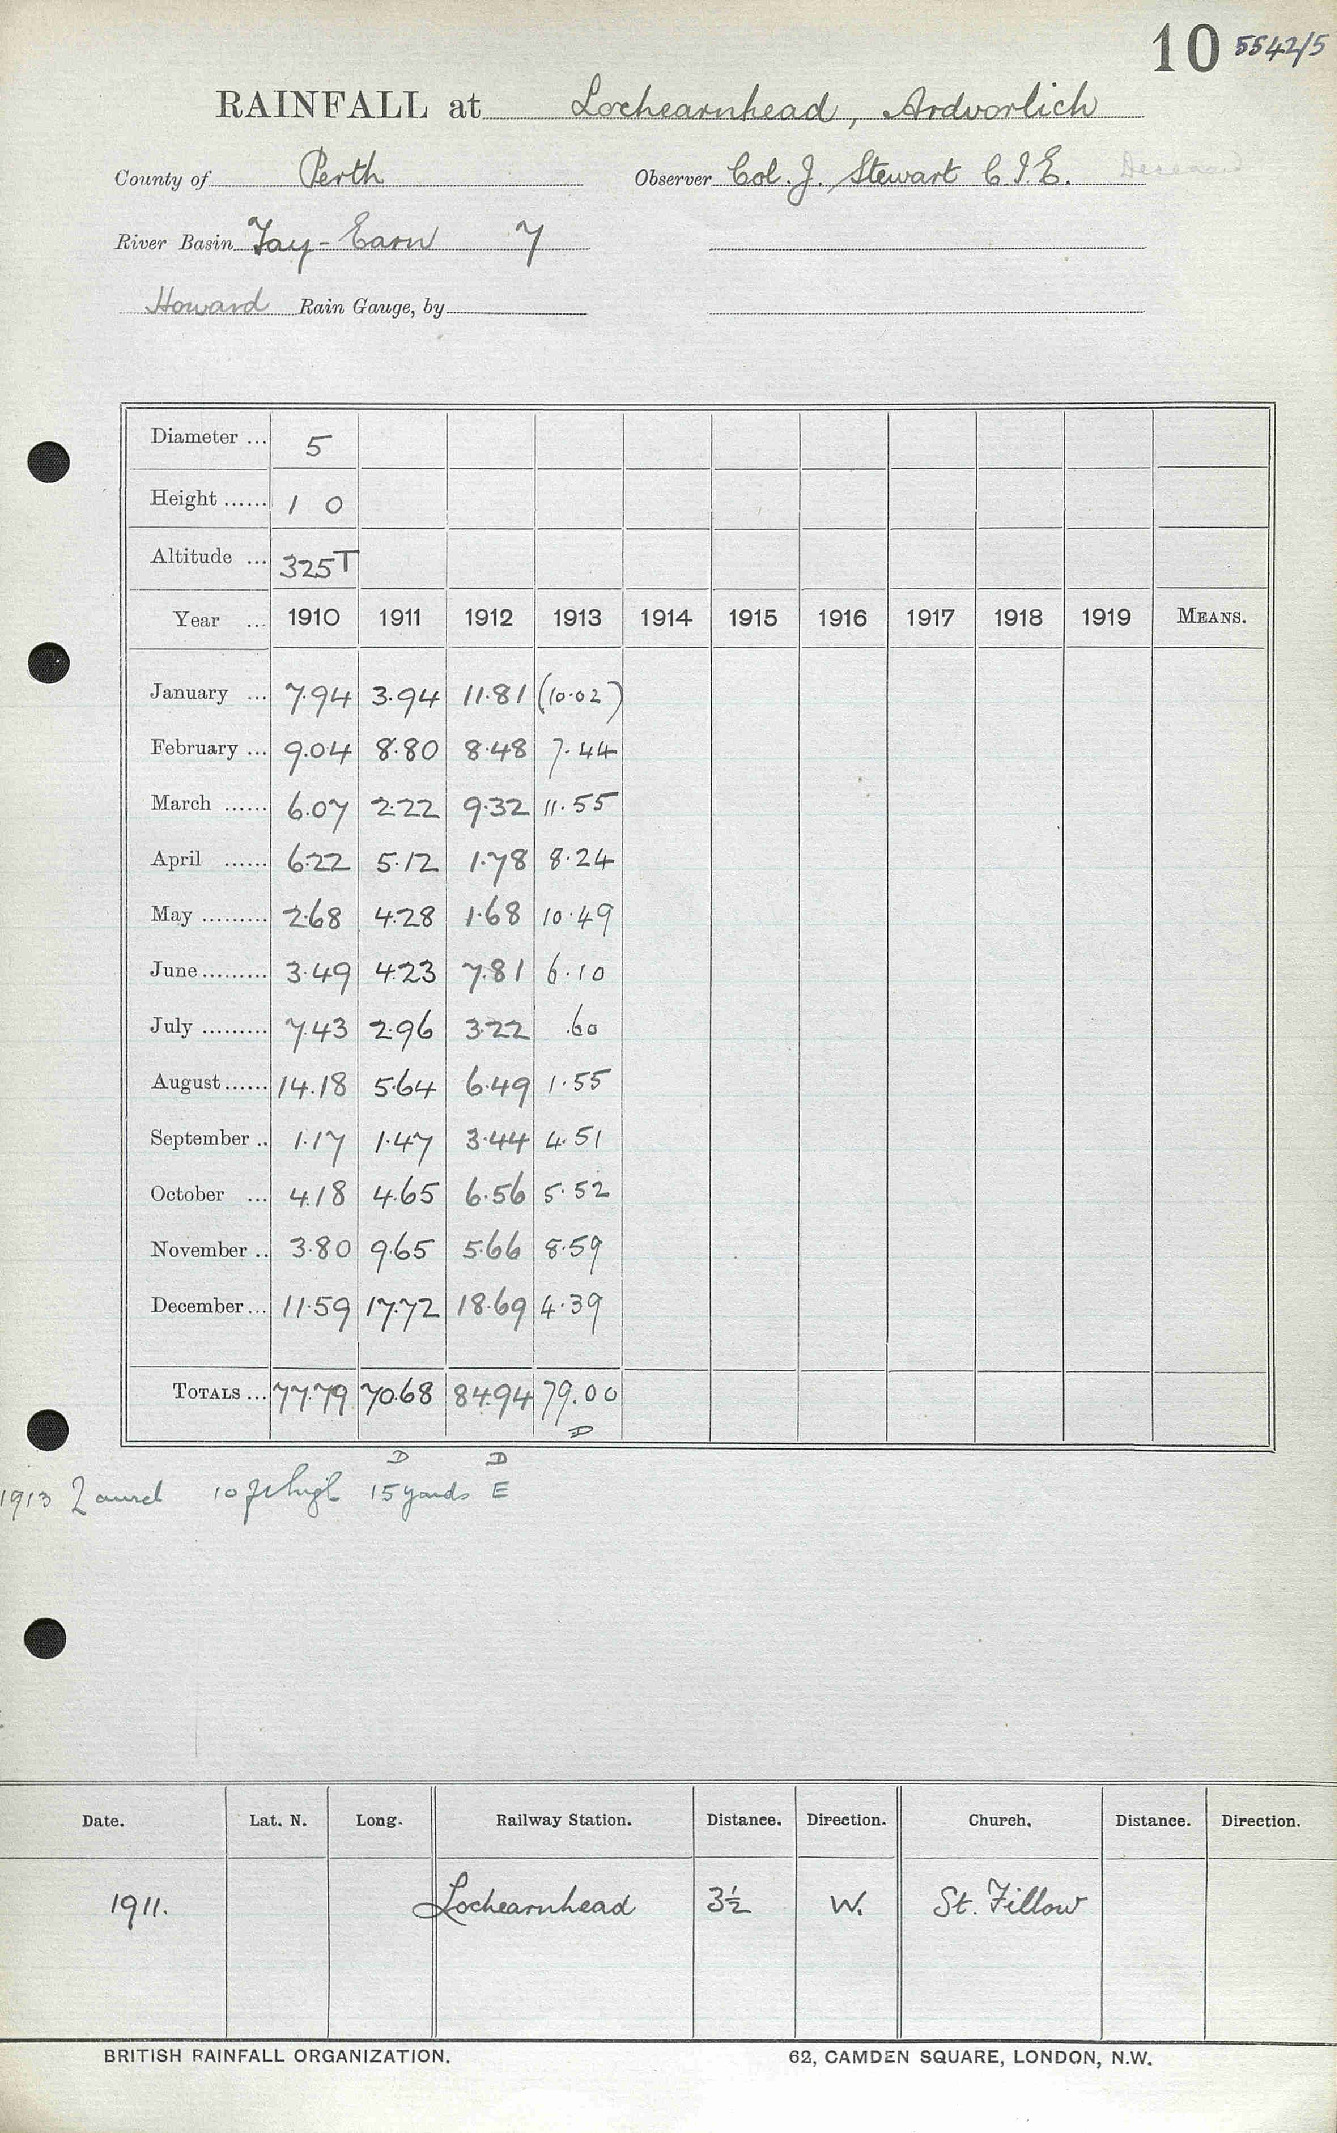 10 5542/5
RAINFALL at Lochearnhead, Ardvorlich
County of Perth Observer Col. J. Stewart C.I.E. Deceased
River Basin Tay - Earn 7
Howard Rain Gauge, by
Diameter ... 5
Height ...... 1 0
Altitude ... 325T
Year ... 1910 1911 1912 1913 1914 1915 1916 1917 1918 1919 MEANS.
January ... 7.94 3.94 11.81 (10.02)
February ... 9.04 8.80 8.48 7.44
March ...... 6.07 2.22 9.32 11.55
April ...... 6.22 5.12 1.78 8.24
May ......... 2.68 4.28 1.68 10.49
June ......... 3.49 4.23 7.81 6.10
July ......... 7.43 2.96 3.22 .60
August ...... 14.18 5.64 6.49 1.55
September .. 1.17 1.47 3.44 4.51
October ... 4.18 4.65 6.56 5.52
November .. 3.80 9.65 5.66 8.59
December ... 11.59 17.72 18.69 4.39
TOTALS ... 77.79 70.68 84.94 79.00
D
D D
1913 Laurel 10 ft high 15 yards E
Date. Lat. N. Long. Railway Station. Distance. Direction. Church. Distance. Direction.
1911. Lochearnhead 3½ W. St. Fillow
BRITISH RAINFALL ORGANIZATION. 62, CAMDEN SQUARE, LONDON, N.W.